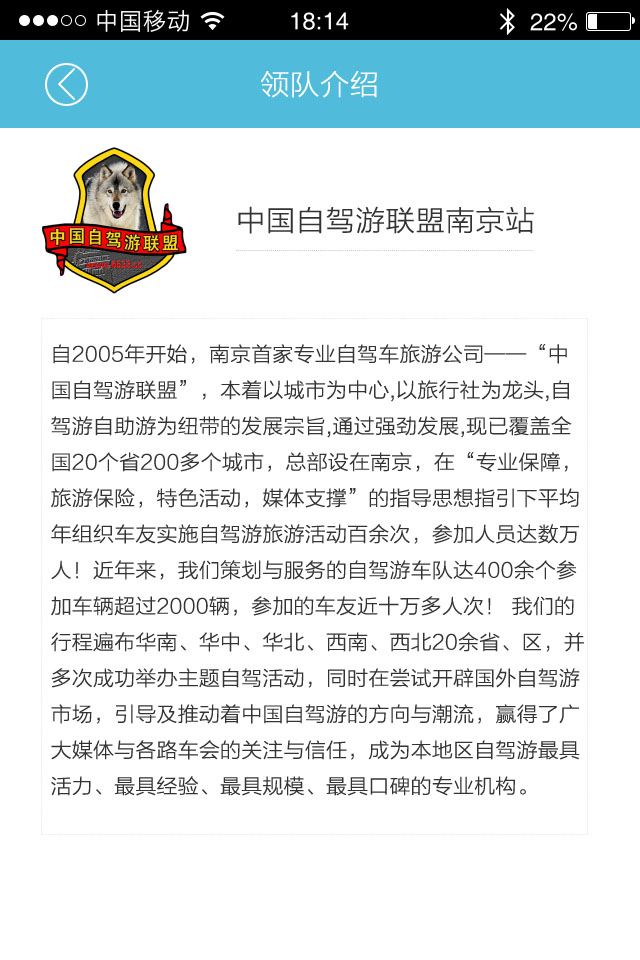 中国移动 18:14 22%
领队介绍
中国自驾游联盟
中国自驾游联盟南京站
自2005年开始，南京首家专业自驾车旅游公司——“中
国自驾游联盟”，本着以城市为中心,以旅行社为龙头,自
驾游自助游为纽带的发展宗旨,通过强劲发展,现已覆盖全
国20个省200多个城市，总部设在南京，在“专业保障，
旅游保险，特色活动，媒体支撑”的指导思想指引下平均
年组织车友实施自驾游旅游活动百余次，参加人员达数万
人！近年来，我们策划与服务的自驾游车队达400余个参
加车辆超过2000辆，参加的车友近十万多人次！ 我们的
行程遍布华南、华中、华北、西南、西北20余省、区，并
多次成功举办主题自驾活动，同时在尝试开辟国外自驾游
市场，引导及推动着中国自驾游的方向与潮流，赢得了广
大媒体与各路车会的关注与信任，成为本地区自驾游最具
活力、最具经验、最具规模、最具口碑的专业机构。